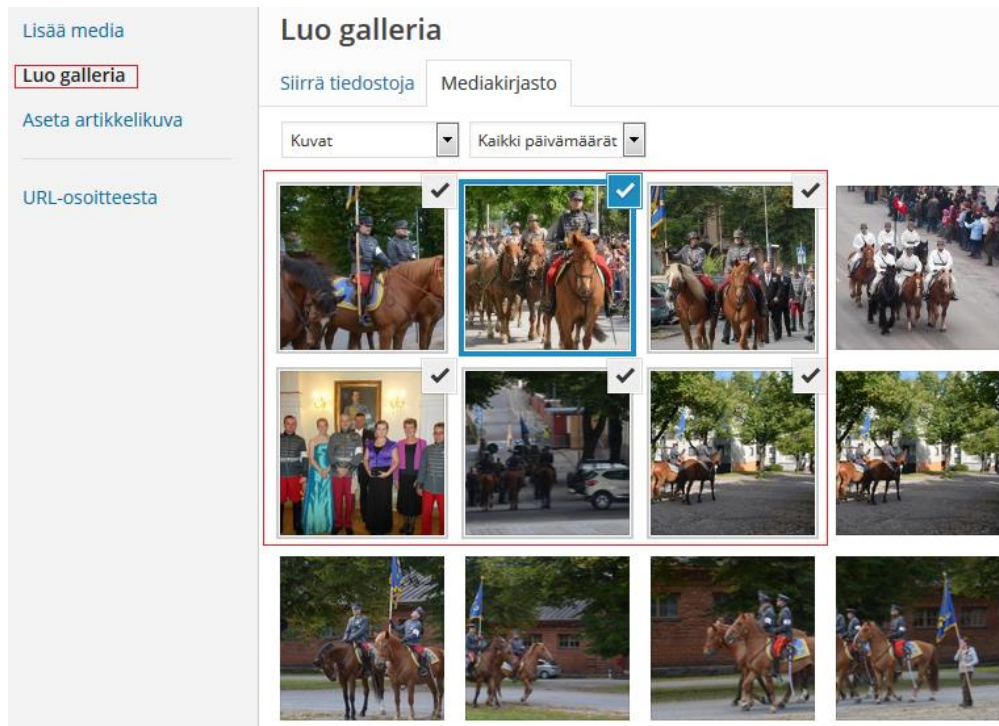 Lisää media
Luo galleria
Aseta artikkelikuva
URL-osoitteesta
Luo galleria
Siirrä tiedostoja
Mediakirjasto
Kuvat
Kaikki päivämäärät